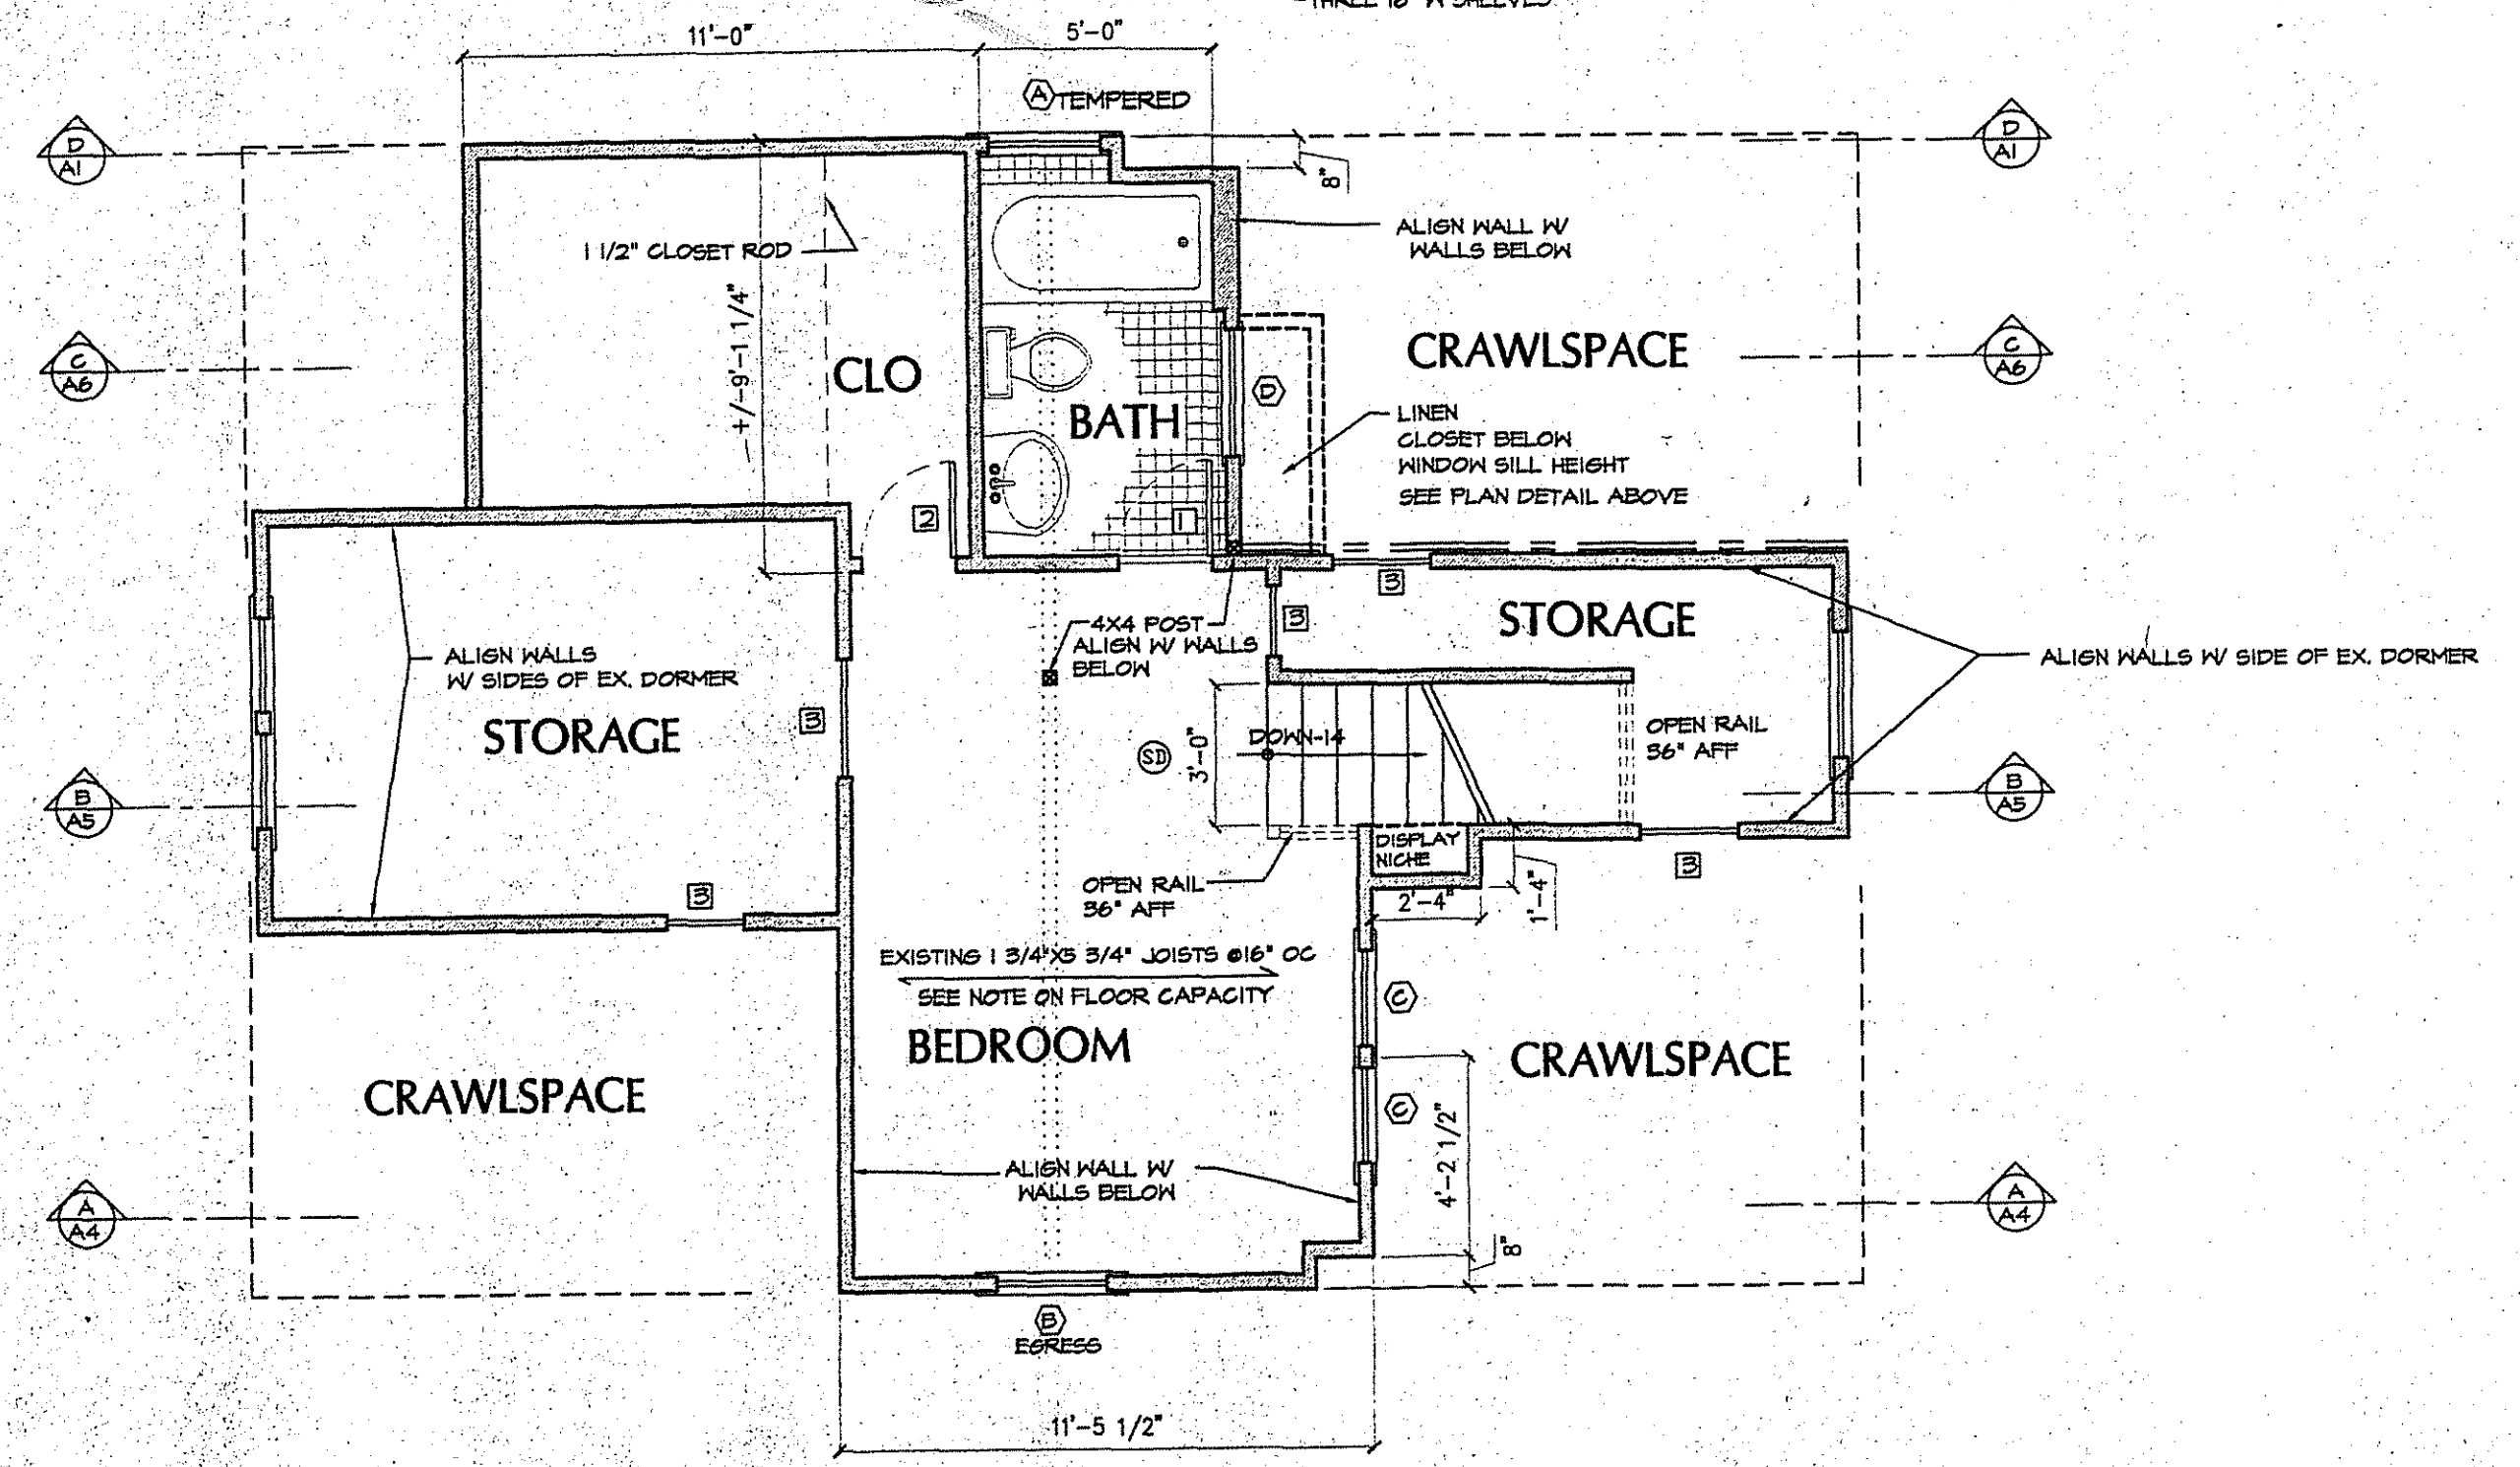 THREE 16" W SHELVES
11'-0"
5'-0"
A TEMPERED
D
A1
D
A1
8"
ALIGN WALL W/
WALLS BELOW
1 1/2" CLOSET ROD
+/-9'-1 1/4"
CLO
BATH
CRAWLSPACE
C
A6
C
A6
D
LINEN
CLOSET BELOW
WINDOW SILL HEIGHT
SEE PLAN DETAIL ABOVE
2
1
3
3
STORAGE
4X4 POST
ALIGN W/ WALLS
BELOW
ALIGN WALLS
W/ SIDES OF EX. DORMER
STORAGE
3
ALIGN WALLS W/ SIDE OF EX. DORMER
SD
3'-0"
DOWN-14
OPEN RAIL
36" AFF
B
A5
B
A5
DISPLAY
NICHE
3
3
OPEN RAIL
36" AFF
2'-4"
1'-4"
EXISTING 1 3/4"X5 3/4" JOISTS @16" OC
SEE NOTE ON FLOOR CAPACITY
BEDROOM
C
CRAWLSPACE
CRAWLSPACE
C
4'-2 1/2"
ALIGN WALL W/
WALLS BELOW
A
A4
A
A4
8"
B
EGRESS
11'-5 1/2"